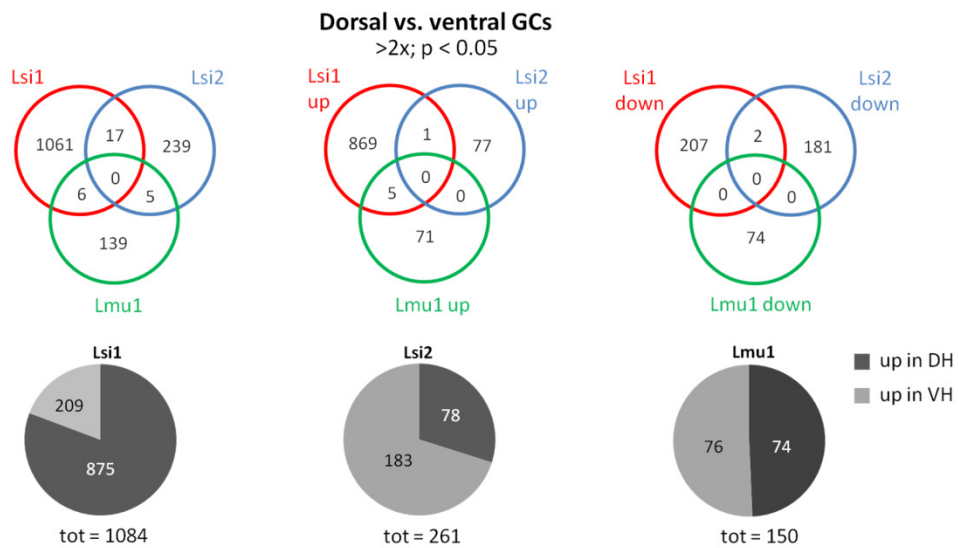 Dorsal vs. ventral GCs
>2x; p < 0.05
Lsi1
Lsi2
1061
17
239
0
6
5
139
Lmu1
Lsi1
up
Lsi2
up
869
1
77
0
5
0
71
Lmu1 up
Lsi1
down
Lsi2
down
207
2
181
0
0
0
74
Lmu1 down
Lsi1
209
875
tot = 1084
Lsi2
78
183
tot = 261
Lmu1
76
74
tot = 150
up in DH
up in VH